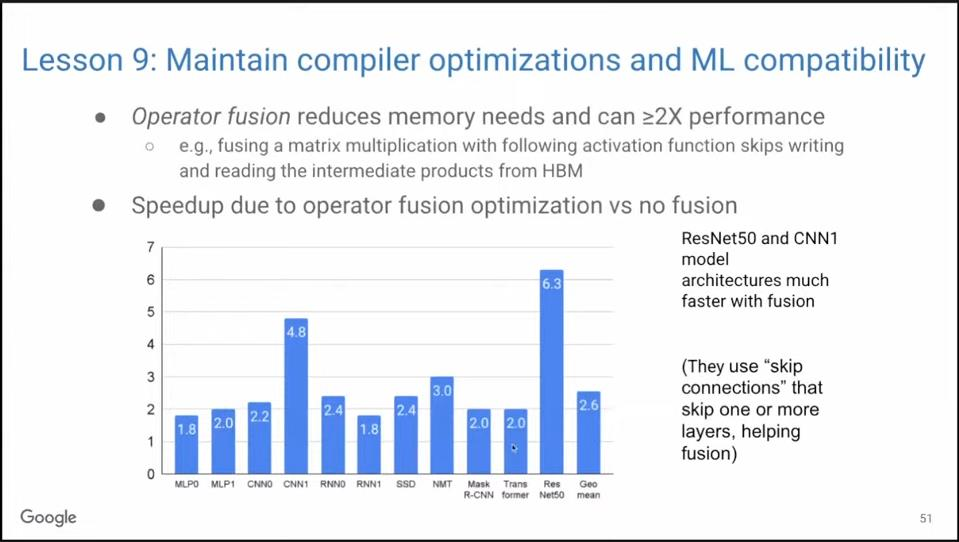 Lesson 9: Maintain compiler optimizations and ML compatibility
● Operator fusion reduces memory needs and can ≥2X performance
○ e.g., fusing a matrix multiplication with following activation function skips writing
and reading the intermediate products from HBM
● Speedup due to operator fusion optimization vs no fusion
7
6
5
4
3
2
1
0
1.8
2.0
2.2
4.8
2.4
1.8
2.4
3.0
2.0
2.0
6.3
2.6
MLP0
MLP1
CNN0
CNN1
RNN0
RNN1
SSD
NMT
Mask
R-CNN
Trans
former
Res
Net50
Geo
mean
ResNet50 and CNN1
model
architectures much
faster with fusion
(They use “skip
connections” that
skip one or more
layers, helping
fusion)
Google
51